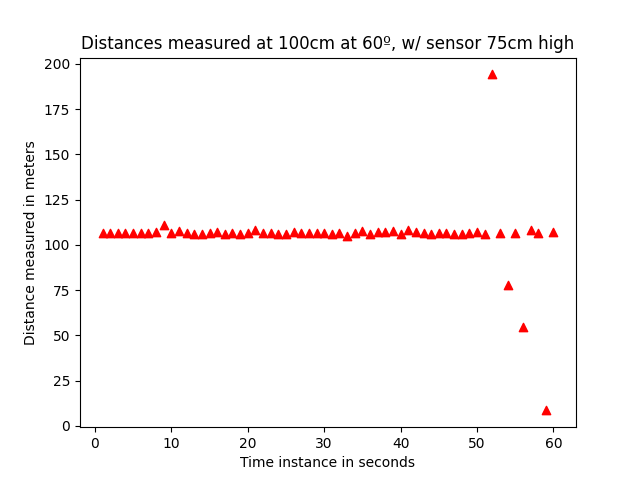 Distances measured at 100cm at 60º, w/ sensor 75cm high
200
175
150
125
100
75
50
25
0
Distance measured in meters
0 10 20 30 40 50 60
Time instance in seconds